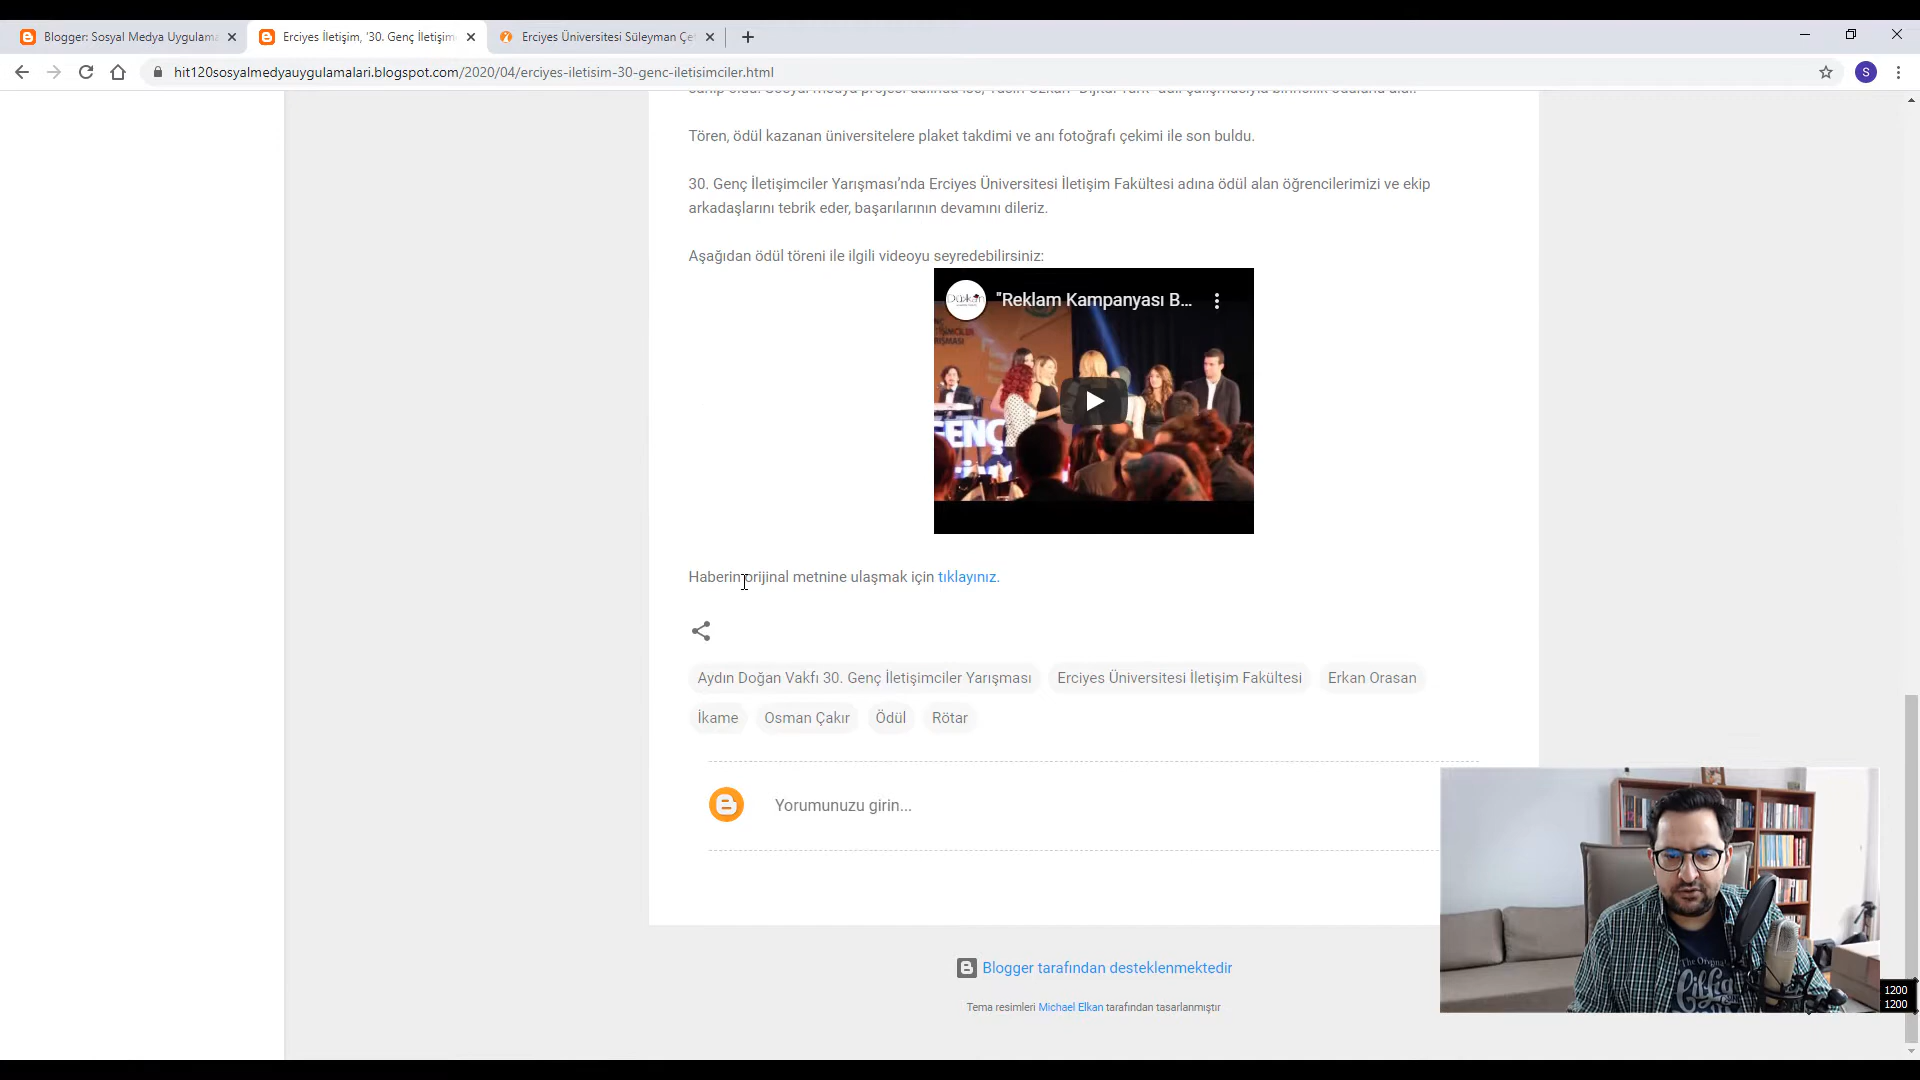 Blogger: Sosyal Medya Uygulama
Erciyes İletişim, '30. Genç İletişim
Erciyes Üniversitesi Süleyman Çet
hit120sosyalmedyauygulamalari.blogspot.com/2020/04/erciyes-iletisim-30-genc-iletisimciler.html
S
Tören, ödül kazanan üniversitelere plaket takdimi ve anı fotoğrafı çekimi ile son buldu.
30. Genç İletişimciler Yarışması’nda Erciyes Üniversitesi İletişim Fakültesi adına ödül alan öğrencilerimizi ve ekip
arkadaşlarını tebrik eder, başarılarının devamını dileriz.
Aşağıdan ödül töreni ile ilgili videoyu seyredebilirsiniz:
"Reklam Kampanyası B...
Haberin orijinal metnine ulaşmak için tıklayınız.
Aydın Doğan Vakfı 30. Genç İletişimciler Yarışması
Erciyes Üniversitesi İletişim Fakültesi
Erkan Orasan
İkame
Osman Çakır
Ödül
Rötar
Yorumunuzu girin...
Blogger tarafından desteklenmektedir
Tema resimleri Michael Elkan tarafından tasarlanmıştır
1200
1200